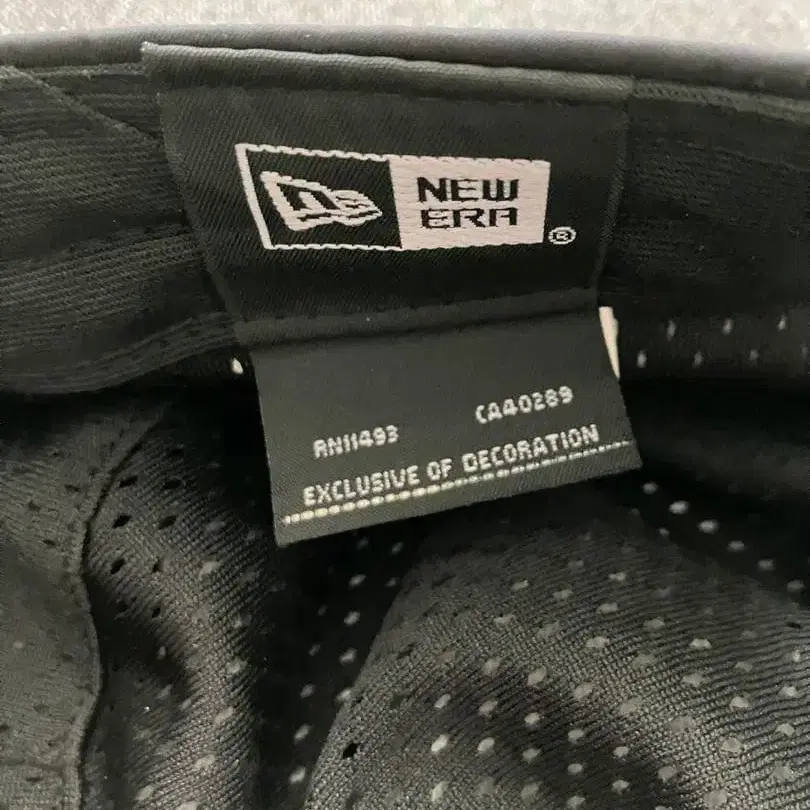 NEW
ERA
®
RN11493 CA40289
EXCLUSIVE OF DECORATION